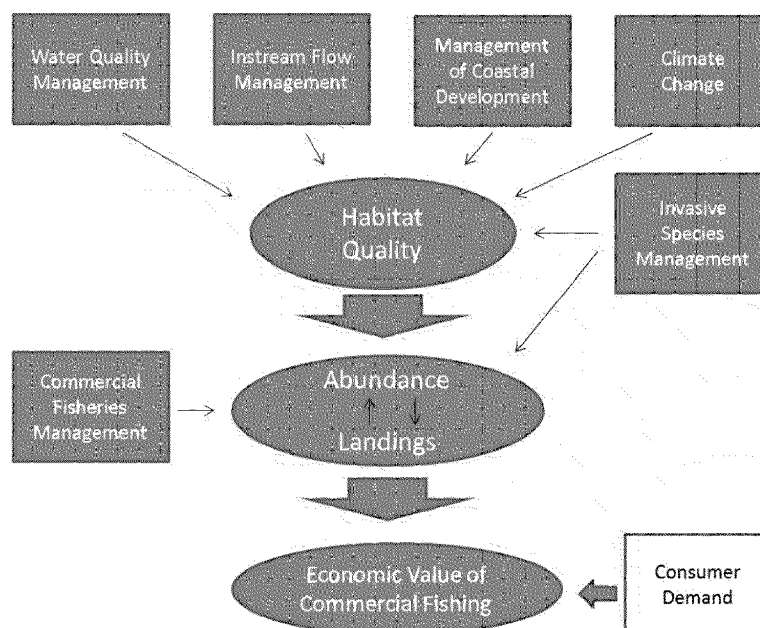 Water Quality
Management
Instream Flow
Management
Management
of Coastal
Development
Climate
Change
Habitat
Quality
Invasive
Species
Management
Commercial
Fisheries
Management
Abundance
Landings
Economic Value of
Commercial Fishing
Consumer
Demand